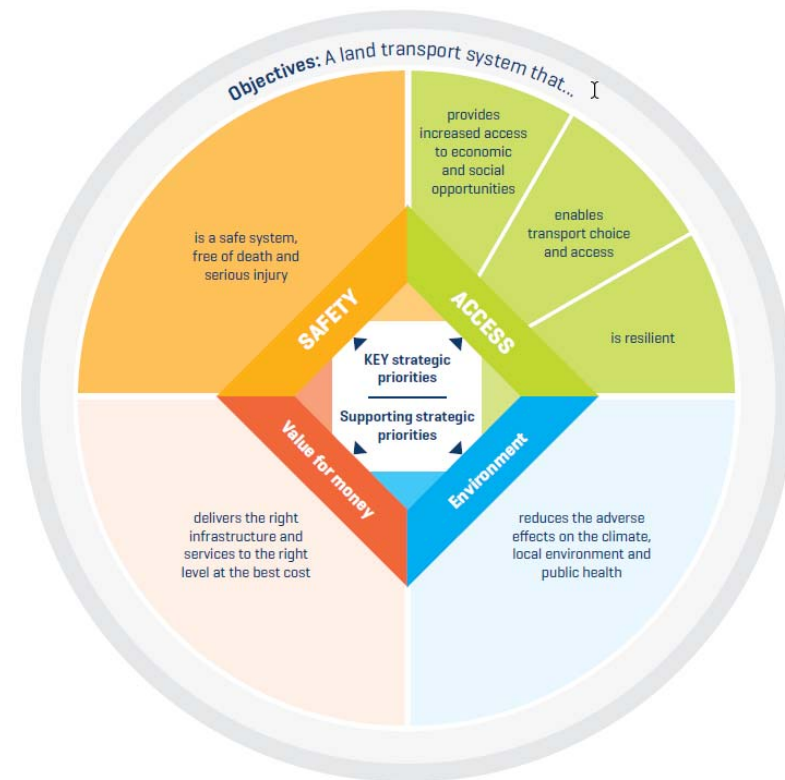 Objectives: A land transport system that...
provides
increased access
to economic
and social
opportunities
enables
transport choice
and access
is resilient
is a safe system,
free of death and
serious injury
SAFETY
ACCESS
KEY strategic
priorities
Supporting strategic
priorities
Value for money
Environment
delivers the right
infrastructure and
services to the right
level at the best cost
reduces the adverse
effects on the climate,
local environment and
public health